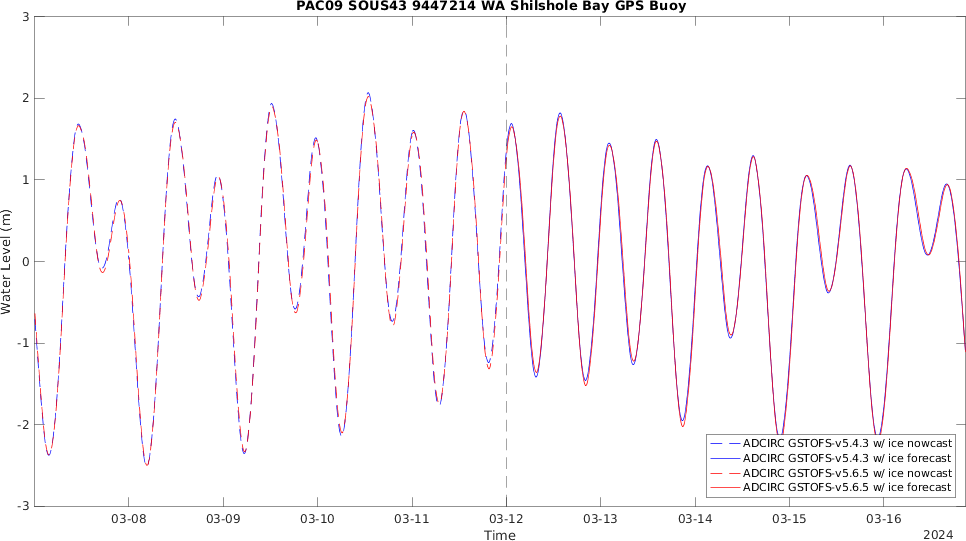 PAC09 SOUS43 9447214 WA Shilshole Bay GPS Buoy
3
2
1
0
-1
-2
-3
Water Level (m)
ADCIRC GSTOFS-v5.4.3 w/ ice nowcast
ADCIRC GSTOFS-v5.4.3 w/ ice forecast
ADCIRC GSTOFS-v5.6.5 w/ ice nowcast
ADCIRC GSTOFS-v5.6.5 w/ ice forecast
03-08 03-09 03-10 03-11 03-12 03-13 03-14 03-15 03-16
Time
2024